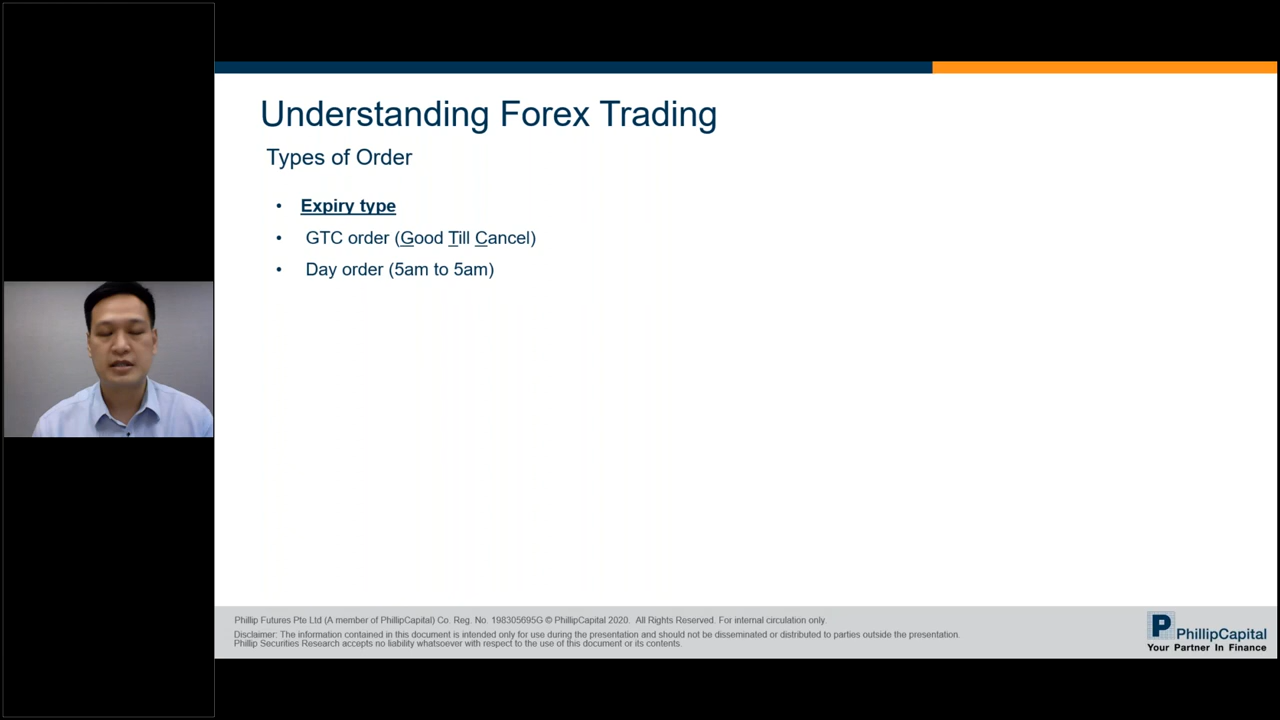 Understanding Forex Trading
Types of Order
• Expiry type
• GTC order (Good Till Cancel)
• Day order (5am to 5am)
Phillip Futures Pte Ltd (A member of PhillipCapital) Co. Reg. No. 198305695G © PhillipCapital 2020. All Rights Reserved. For internal circulation only.
Disclaimer: The information contained in this document is intended only for use during the presentation and should not be disseminated or distributed to parties outside the presentation.
Phillip Securities Research accepts no liability whatsoever with respect to the use of this document or its contents.
P PhillipCapital
Your Partner In Finance